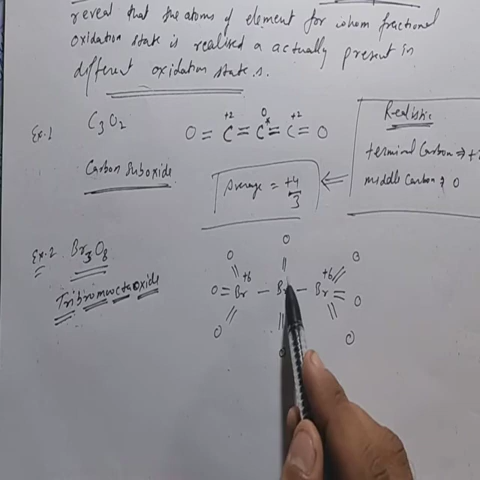 reveal that the atoms of element for whom fractional
oxidation state is realised a actually present in
different oxidation state.s.
Ex.1 C3O2
+2 0 +2
O = C = C* = C = O
Carbon suboxide
Average = +4/3
Realistic
terminal Carbon ⇒ +
middle Carbon ⇒ 0
Ex-2. Br3O8
Tribromooctaoxide
O O O
+6 +6
O = Br — Br — Br = O
O O O